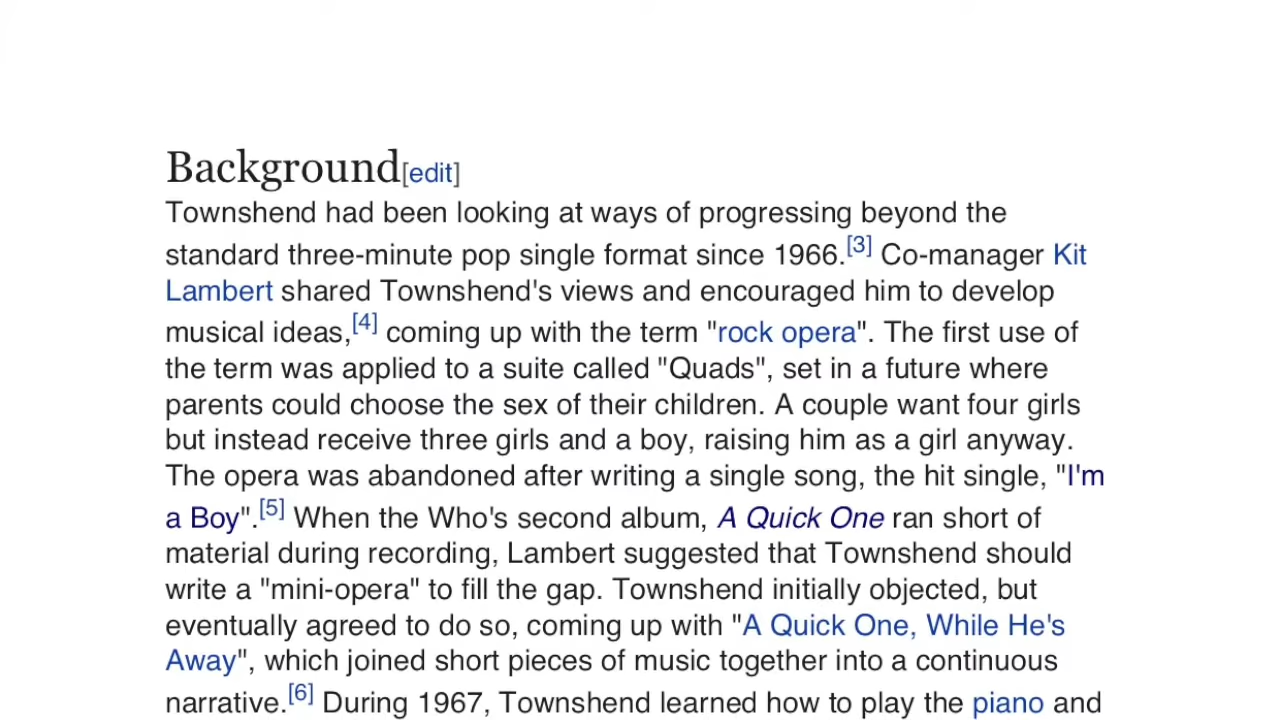 Background[edit]
Townshend had been looking at ways of progressing beyond the
standard three-minute pop single format since 1966.[3] Co-manager Kit
Lambert shared Townshend's views and encouraged him to develop
musical ideas,[4] coming up with the term "rock opera". The first use of
the term was applied to a suite called "Quads", set in a future where
parents could choose the sex of their children. A couple want four girls
but instead receive three girls and a boy, raising him as a girl anyway.
The opera was abandoned after writing a single song, the hit single, "I'm
a Boy".[5] When the Who's second album, A Quick One ran short of
material during recording, Lambert suggested that Townshend should
write a "mini-opera" to fill the gap. Townshend initially objected, but
eventually agreed to do so, coming up with "A Quick One, While He's
Away", which joined short pieces of music together into a continuous
narrative.[6] During 1967, Townshend learned how to play the piano and